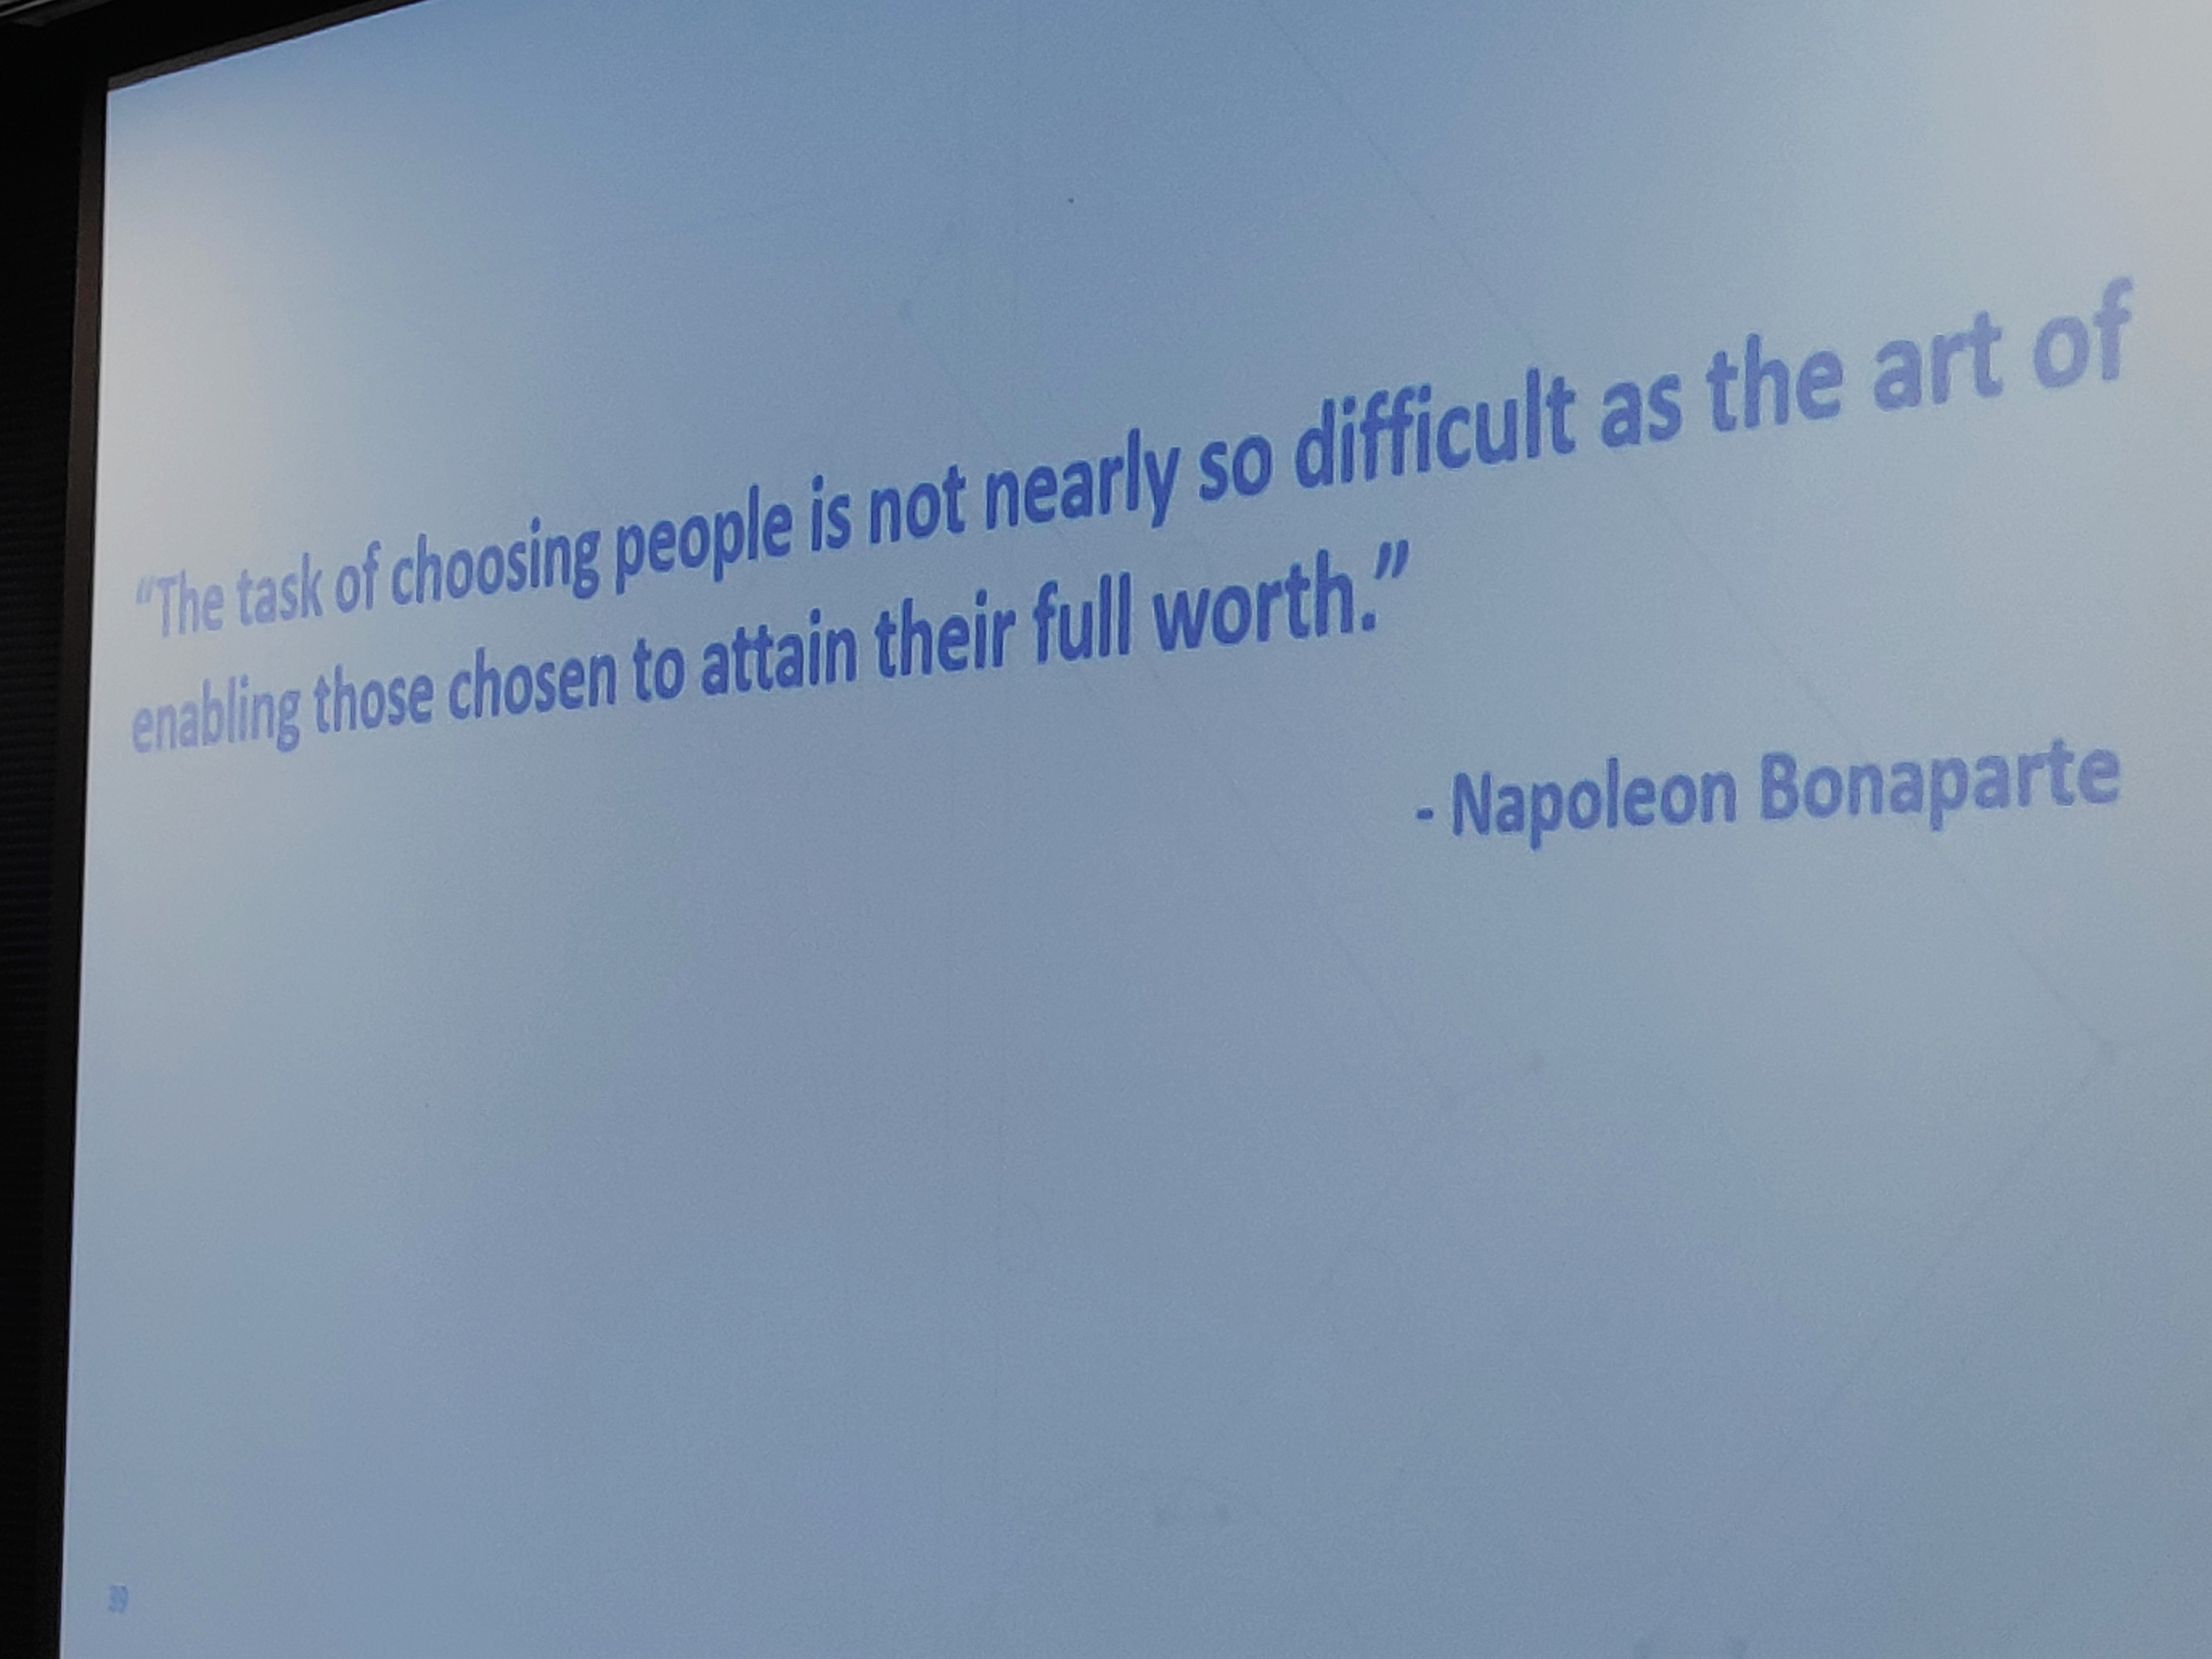 “The task of choosing people is not nearly so difficult as the art of
enabling those chosen to attain their full worth.”
- Napoleon Bonaparte
39